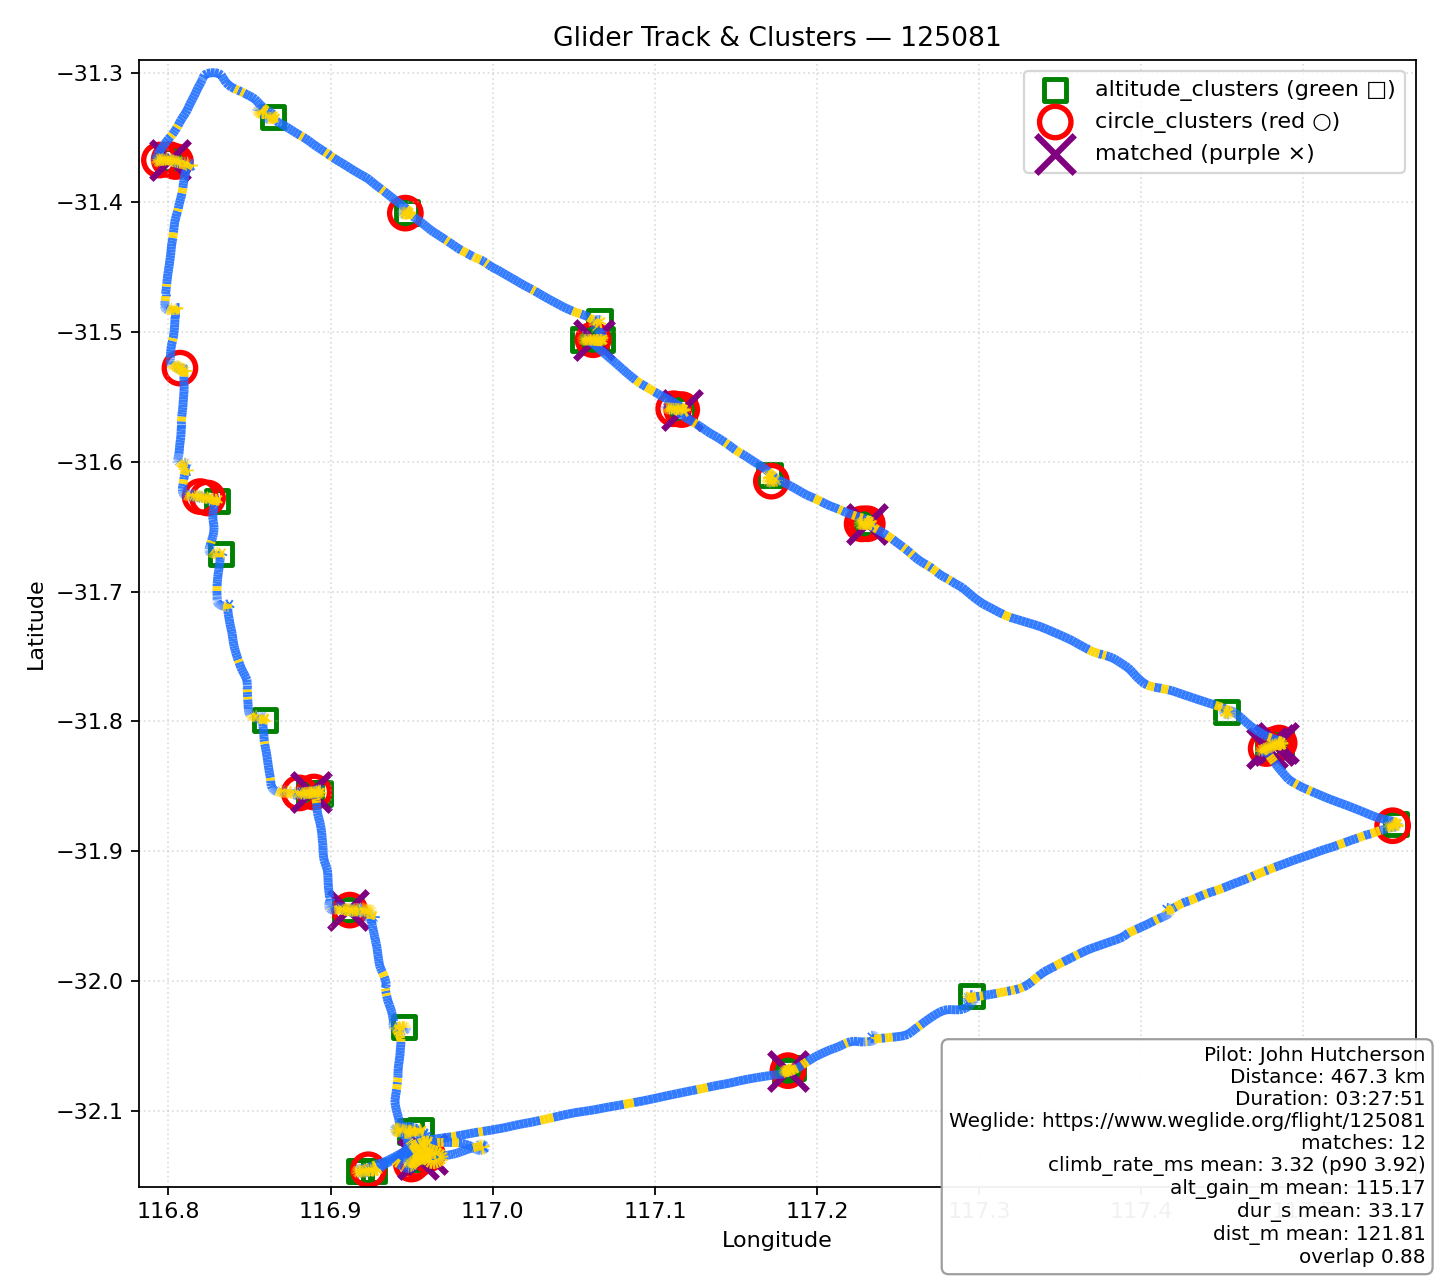 Glider Track & Clusters — 125081
altitude_clusters (green □)
circle_clusters (red ○)
matched (purple ×)
Latitude
−31.3
−31.4
−31.5
−31.6
−31.7
−31.8
−31.9
−32.0
−32.1
116.8 116.9 117.0 117.1 117.2 117.3 117.4
Longitude
Pilot: John Hutcherson
Distance: 467.3 km
Duration: 03:27:51
Weglide: https://www.weglide.org/flight/125081
matches: 12
climb_rate_ms mean: 3.32 (p90 3.92)
alt_gain_m mean: 115.17
dur_s mean: 33.17
dist_m mean: 121.81
overlap 0.88